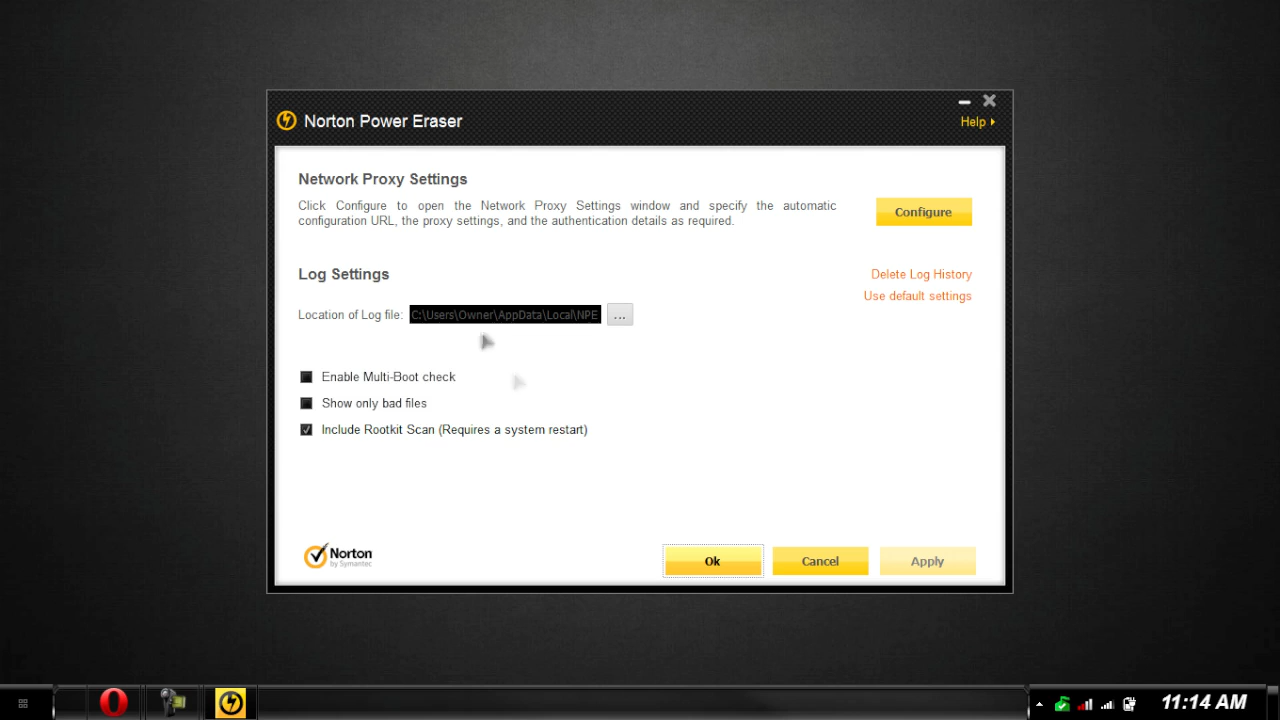 Norton Power Eraser
Help
Network Proxy Settings
Click Configure to open the Network Proxy Settings window and specify the automatic
configuration URL, the proxy settings, and the authentication details as required.
Configure
Log Settings
Delete Log History
Use default settings
Location of Log file:
C:\Users\Owner\AppData\Local\NPE
...
Enable Multi-Boot check
Show only bad files
Include Rootkit Scan (Requires a system restart)
Norton
by Symantec
Ok
Cancel
Apply
11:14 AM